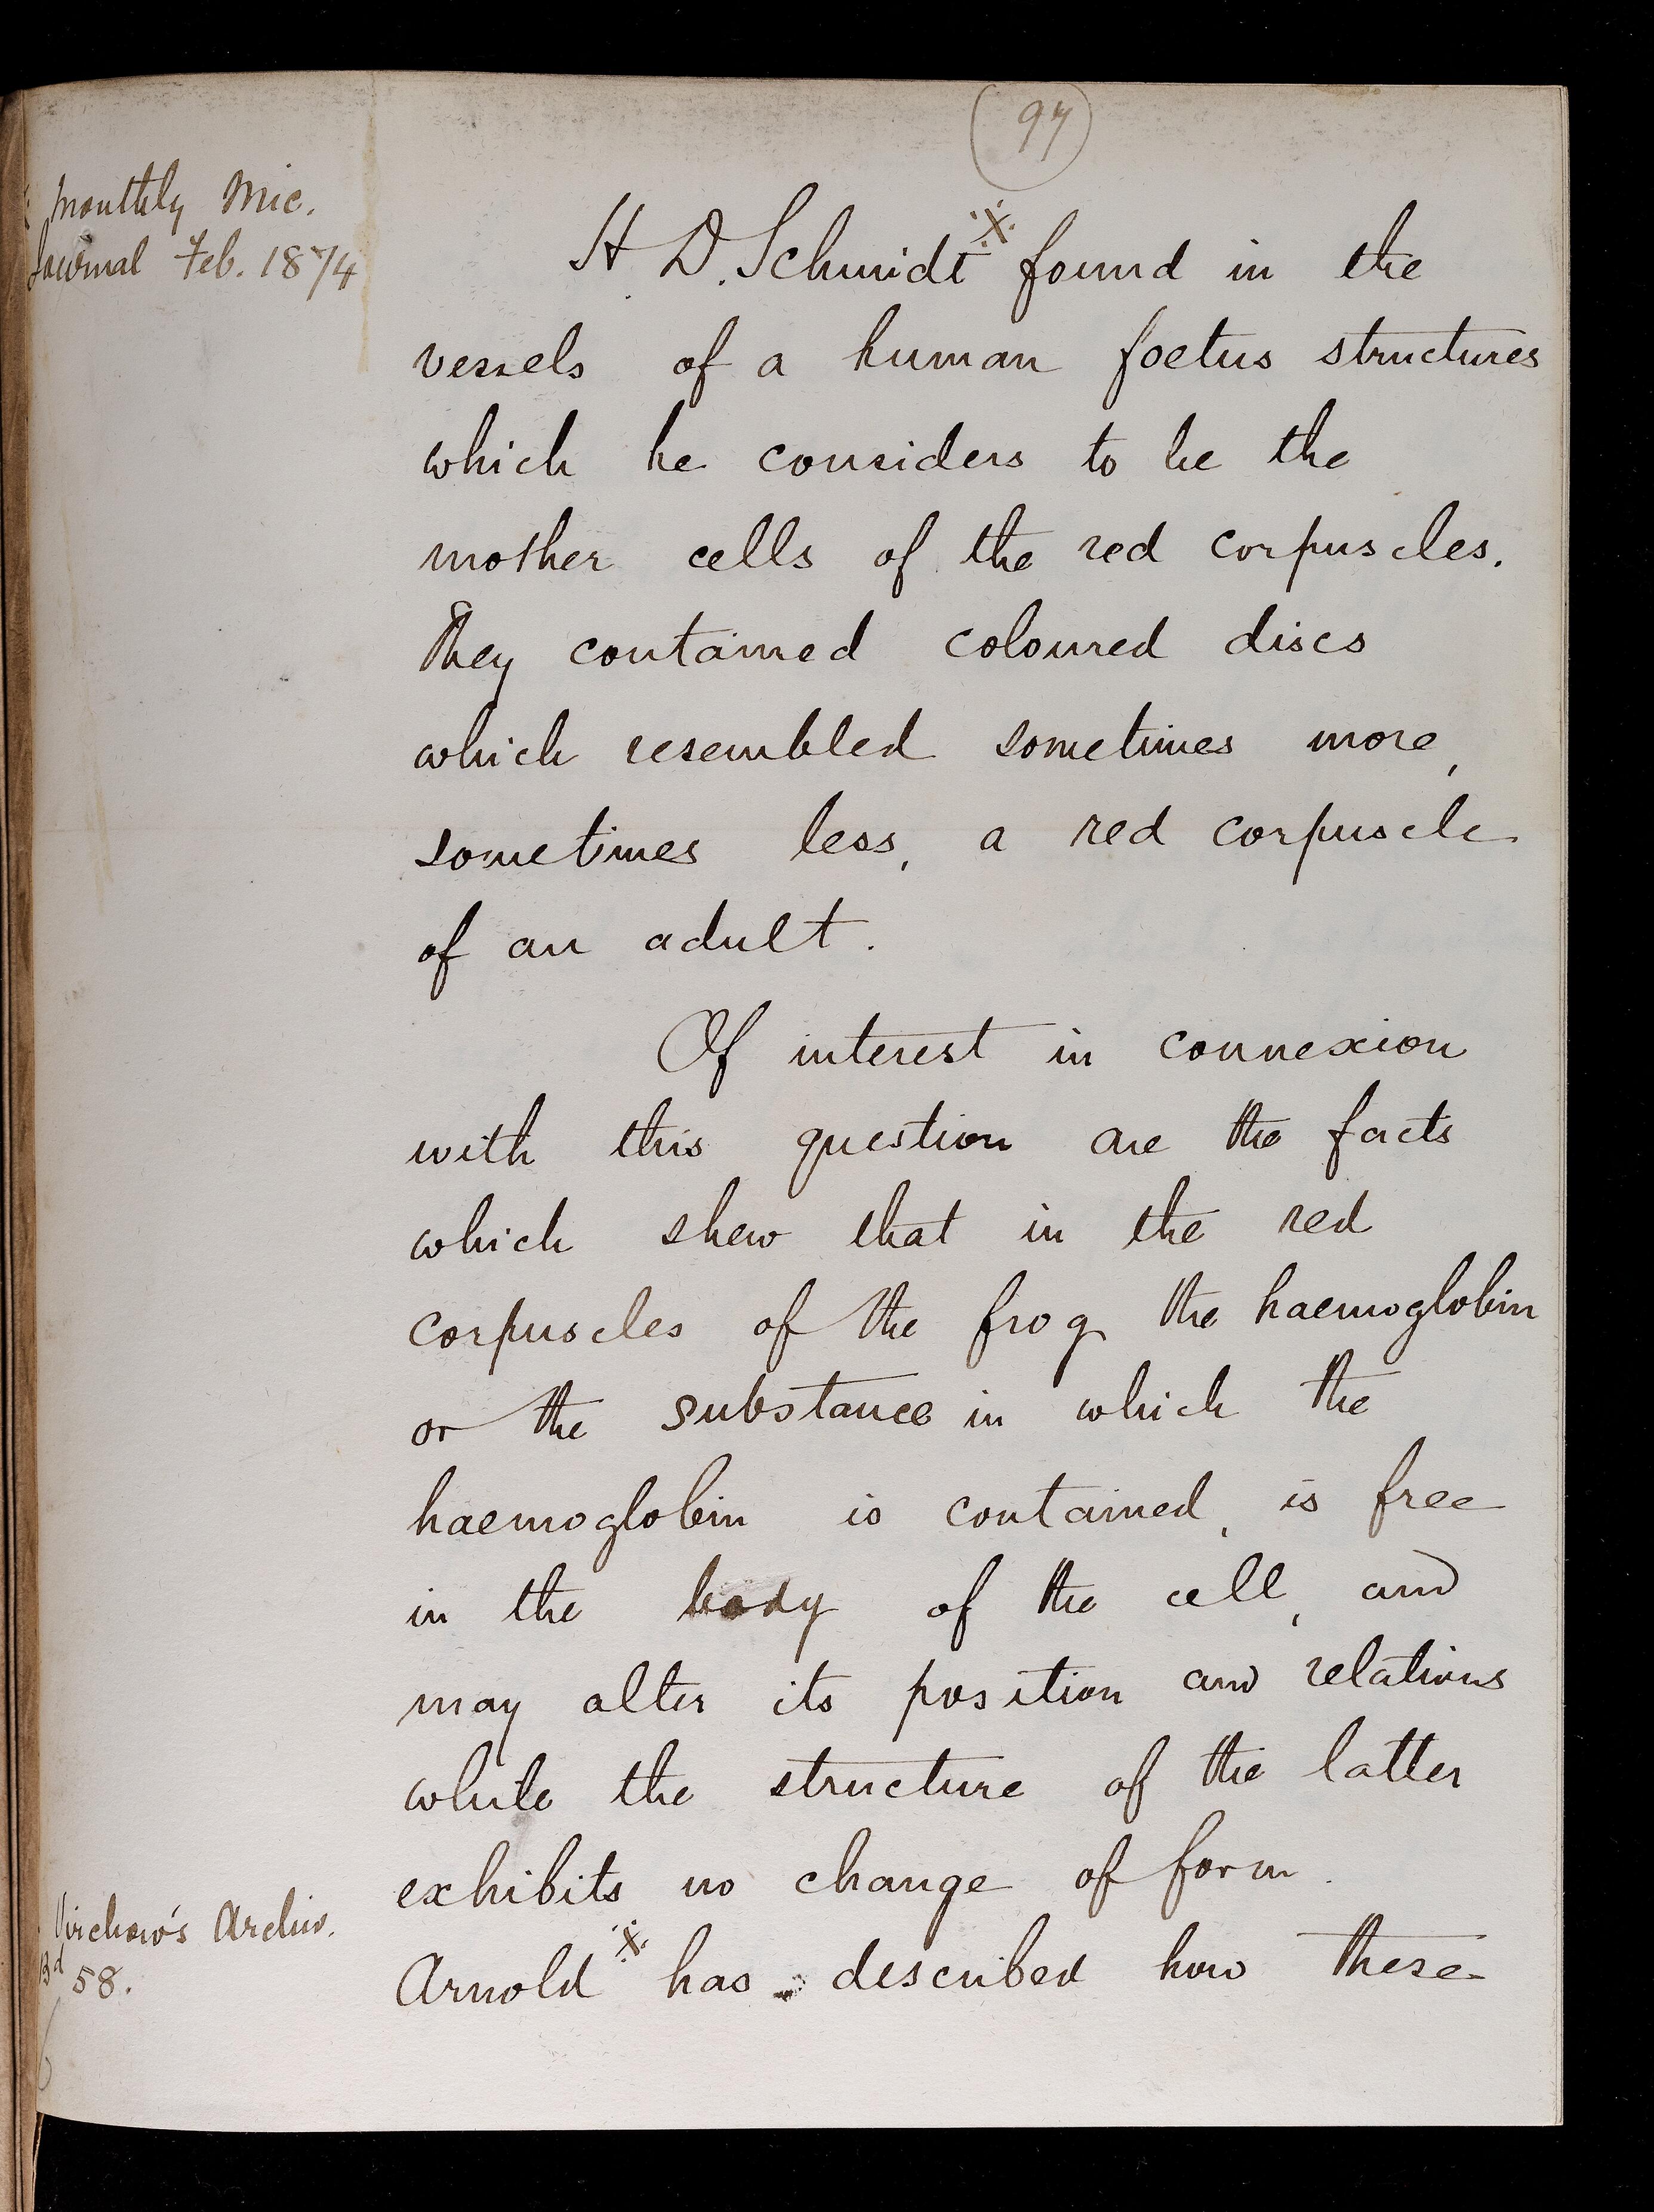 97
Monthly Mic.
Journal Feb. 1874
H. D. Schmidt※ found in the
vessels of a human foetus structures
which he considers to be the
mother cells of the red corpuscles.
They contained coloured discs
which resembled sometimes more,
sometimes less, a red corpuscle
of an adult.
Of interest in connexion
with this question are the facts
which shew that in the red
corpuscles of the frog the haemoglobin
or the substance in which the
haemoglobin is contained, is free
in the body of the cell, and
may alter its position and relations
while the structure of the latter
exhibits no change of form.
Virchow's Archiv.
Bd 58.
Arnold※ has described how these